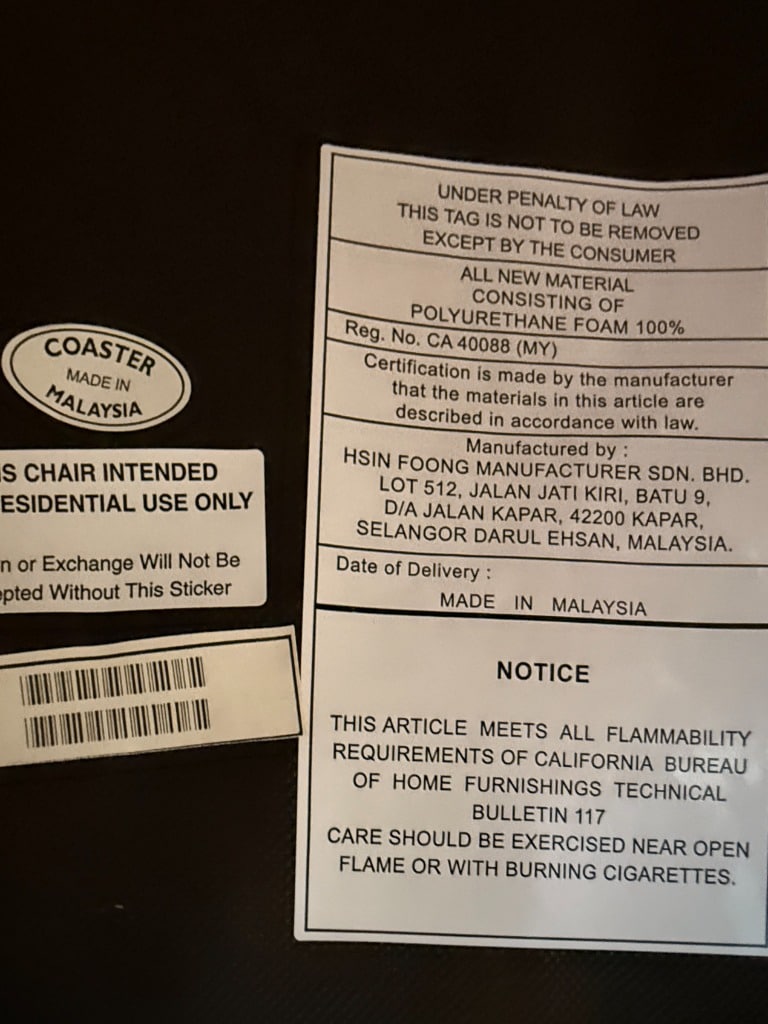 COASTER
MADE IN
MALAYSIA
S CHAIR INTENDED
ESIDENTIAL USE ONLY
n or Exchange Will Not Be
pted Without This Sticker
UNDER PENALTY OF LAW
THIS TAG IS NOT TO BE REMOVED
EXCEPT BY THE CONSUMER
ALL NEW MATERIAL
CONSISTING OF
POLYURETHANE FOAM 100%
Reg. No. CA 40088 (MY)
Certification is made by the manufacturer
that the materials in this article are
described in accordance with law.
Manufactured by :
HSIN FOONG MANUFACTURER SDN. BHD.
LOT 512, JALAN JATI KIRI, BATU 9,
D/A JALAN KAPAR, 42200 KAPAR,
SELANGOR DARUL EHSAN, MALAYSIA.
Date of Delivery :
MADE IN MALAYSIA
NOTICE
THIS ARTICLE MEETS ALL FLAMMABILITY
REQUIREMENTS OF CALIFORNIA BUREAU
OF HOME FURNISHINGS TECHNICAL
BULLETIN 117
CARE SHOULD BE EXERCISED NEAR OPEN
FLAME OR WITH BURNING CIGARETTES.